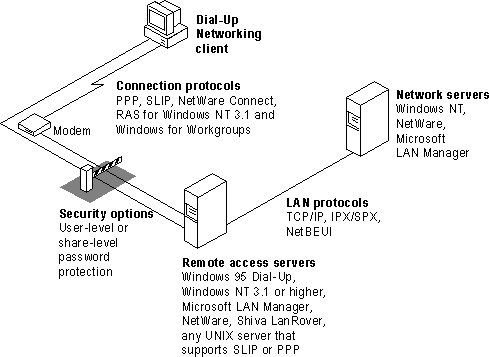 Dial-Up
Networking
client
Connection protocols
PPP, SLIP, NetWare Connect,
RAS for Windows NT 3.1 and
Windows for Workgroups
Network servers
Windows NT,
NetWare,
Microsoft
LAN Manager
Modem
Security options
User-level or
share-level
password
protection
LAN protocols
TCP/IP, IPX/SPX,
NetBEUI
Remote access servers
Windows 95 Dial-Up,
Windows NT 3.1 or higher,
Microsoft LAN Manager,
NetWare, Shiva LanRover,
any UNIX server that
supports SLIP or PPP